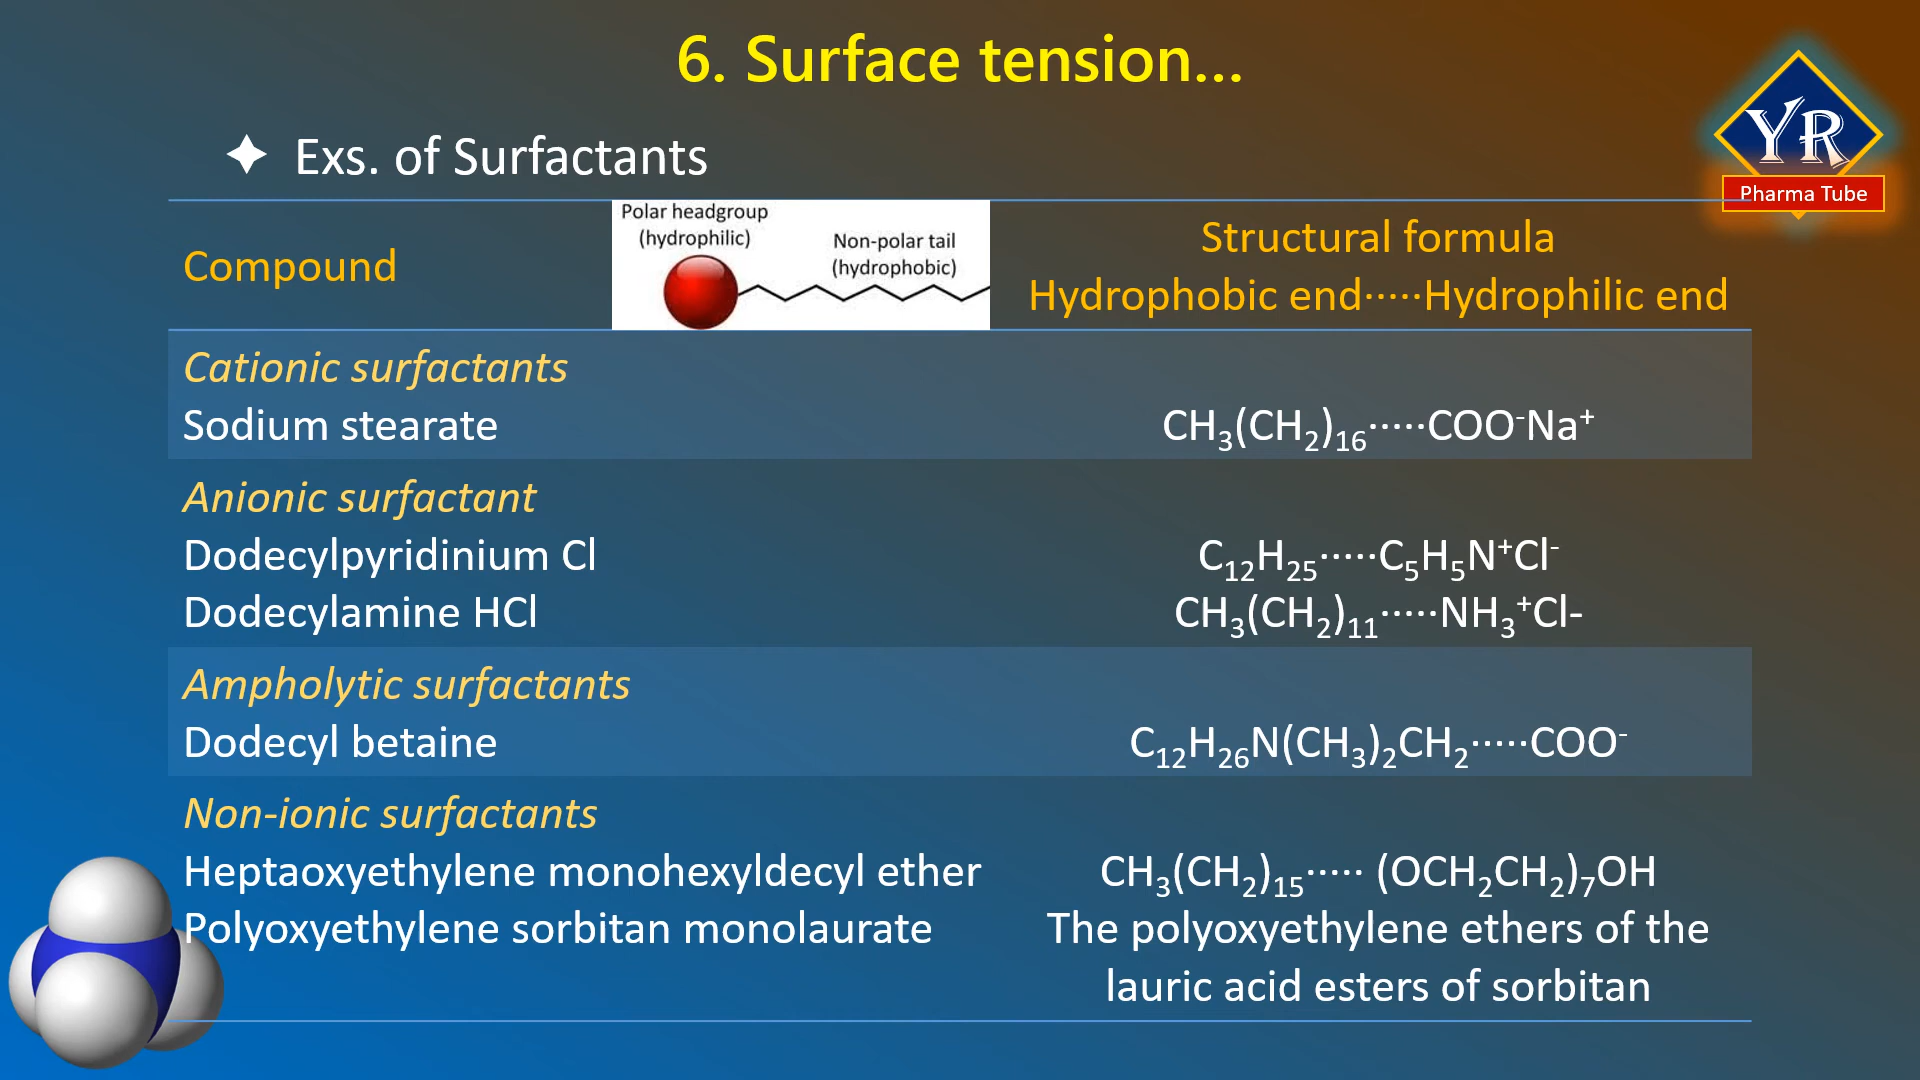 6. Surface tension...
YR
Pharma Tube
✦ Exs. of Surfactants
Compound
Polar headgroup
(hydrophilic)
Non-polar tail
(hydrophobic)
Structural formula
Hydrophobic end·····Hydrophilic end
Cationic surfactants
Sodium stearate CH₃(CH₂)₁₆·····COO⁻Na⁺
Anionic surfactant
Dodecylpyridinium Cl C₁₂H₂₅·····C₅H₅N⁺Cl⁻
Dodecylamine HCl CH₃(CH₂)₁₁·····NH₃⁺Cl-
Ampholytic surfactants
Dodecyl betaine C₁₂H₂₆N(CH₃)₂CH₂·····COO⁻
Non-ionic surfactants
Heptaoxyethylene monohexyldecyl ether CH₃(CH₂)₁₅····· (OCH₂CH₂)₇OH
Polyoxyethylene sorbitan monolaurate The polyoxyethylene ethers of the
lauric acid esters of sorbitan